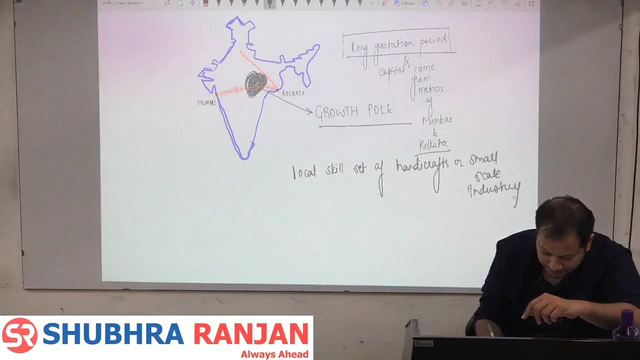 Long gestation period
&
capital came
from
metros
of
Mumbai
&
Kolkata
MUMBAI
KOLKATA
GROWTH POLE
local skill set of handicrafts or small
scale
industry
SR SHUBHRA RANJAN
Always Ahead